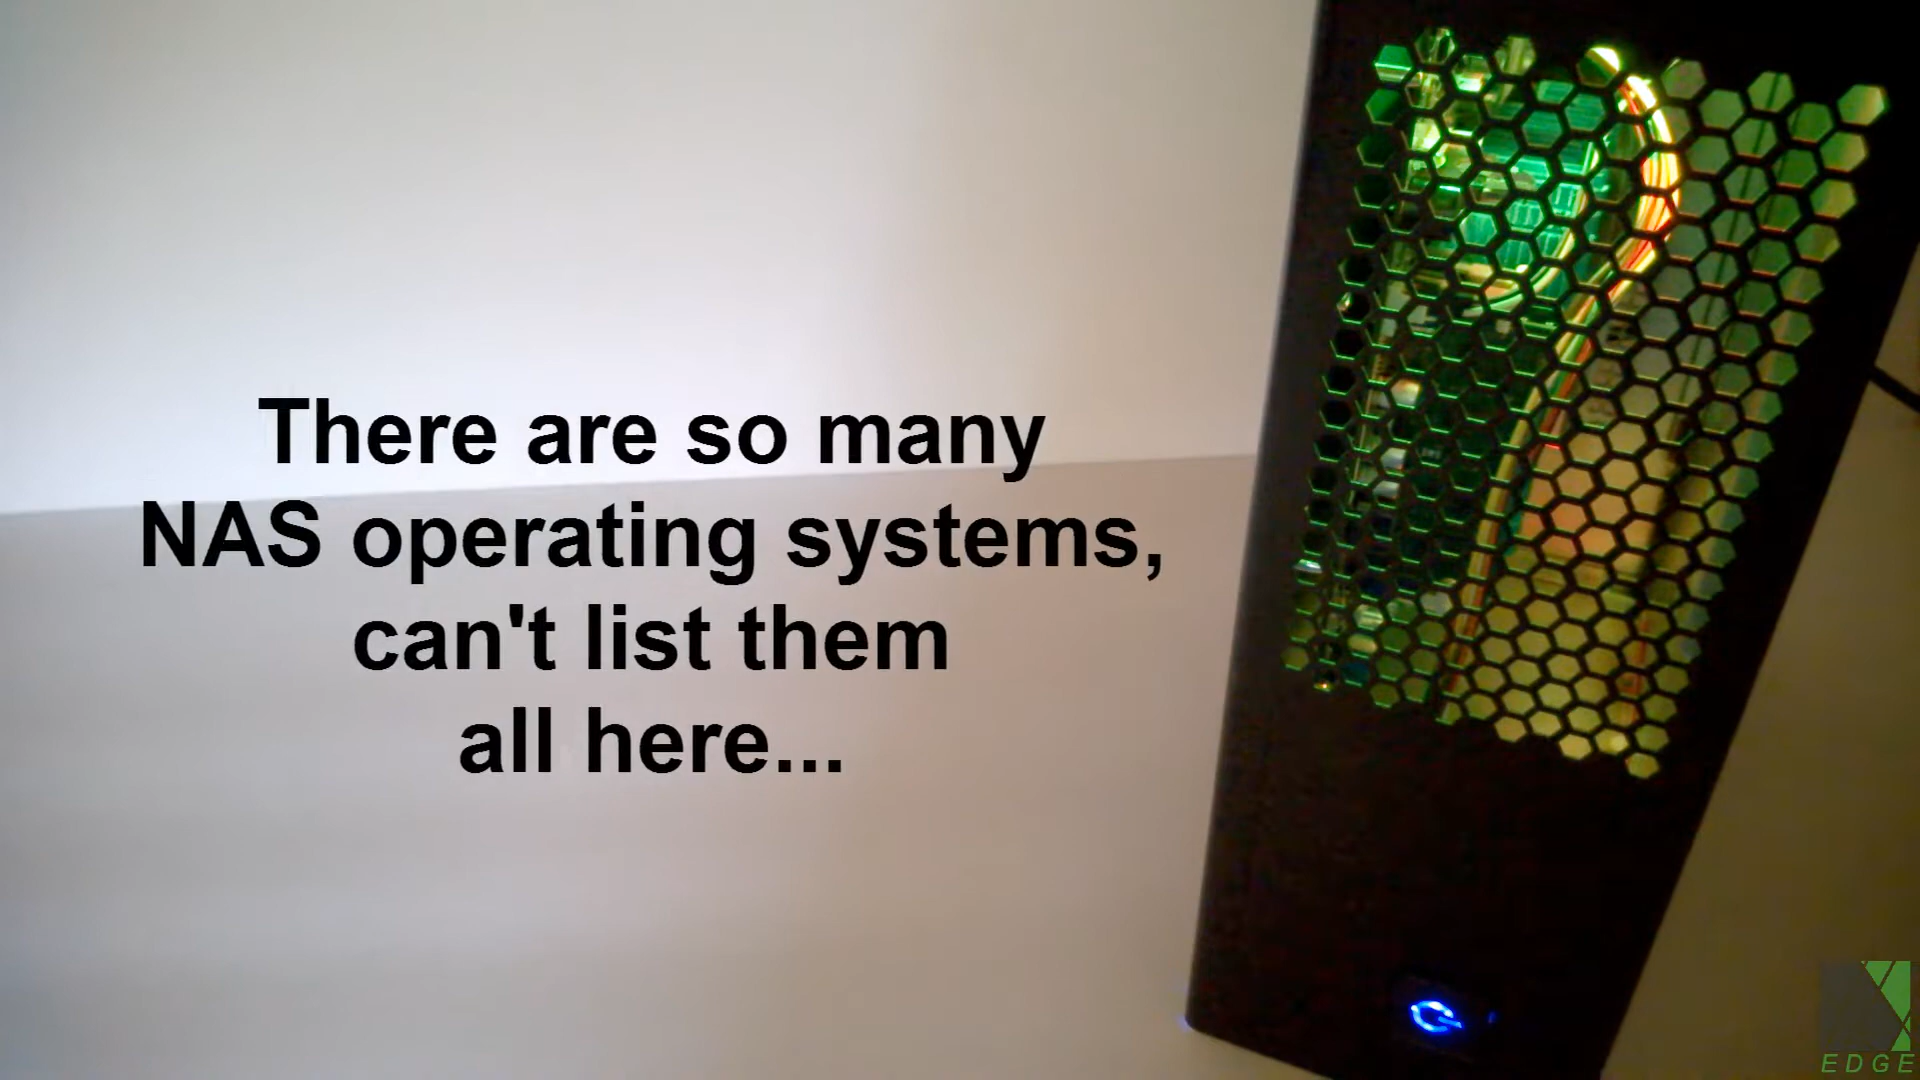 There are so many
NAS operating systems,
can't list them
all here...
EDGE